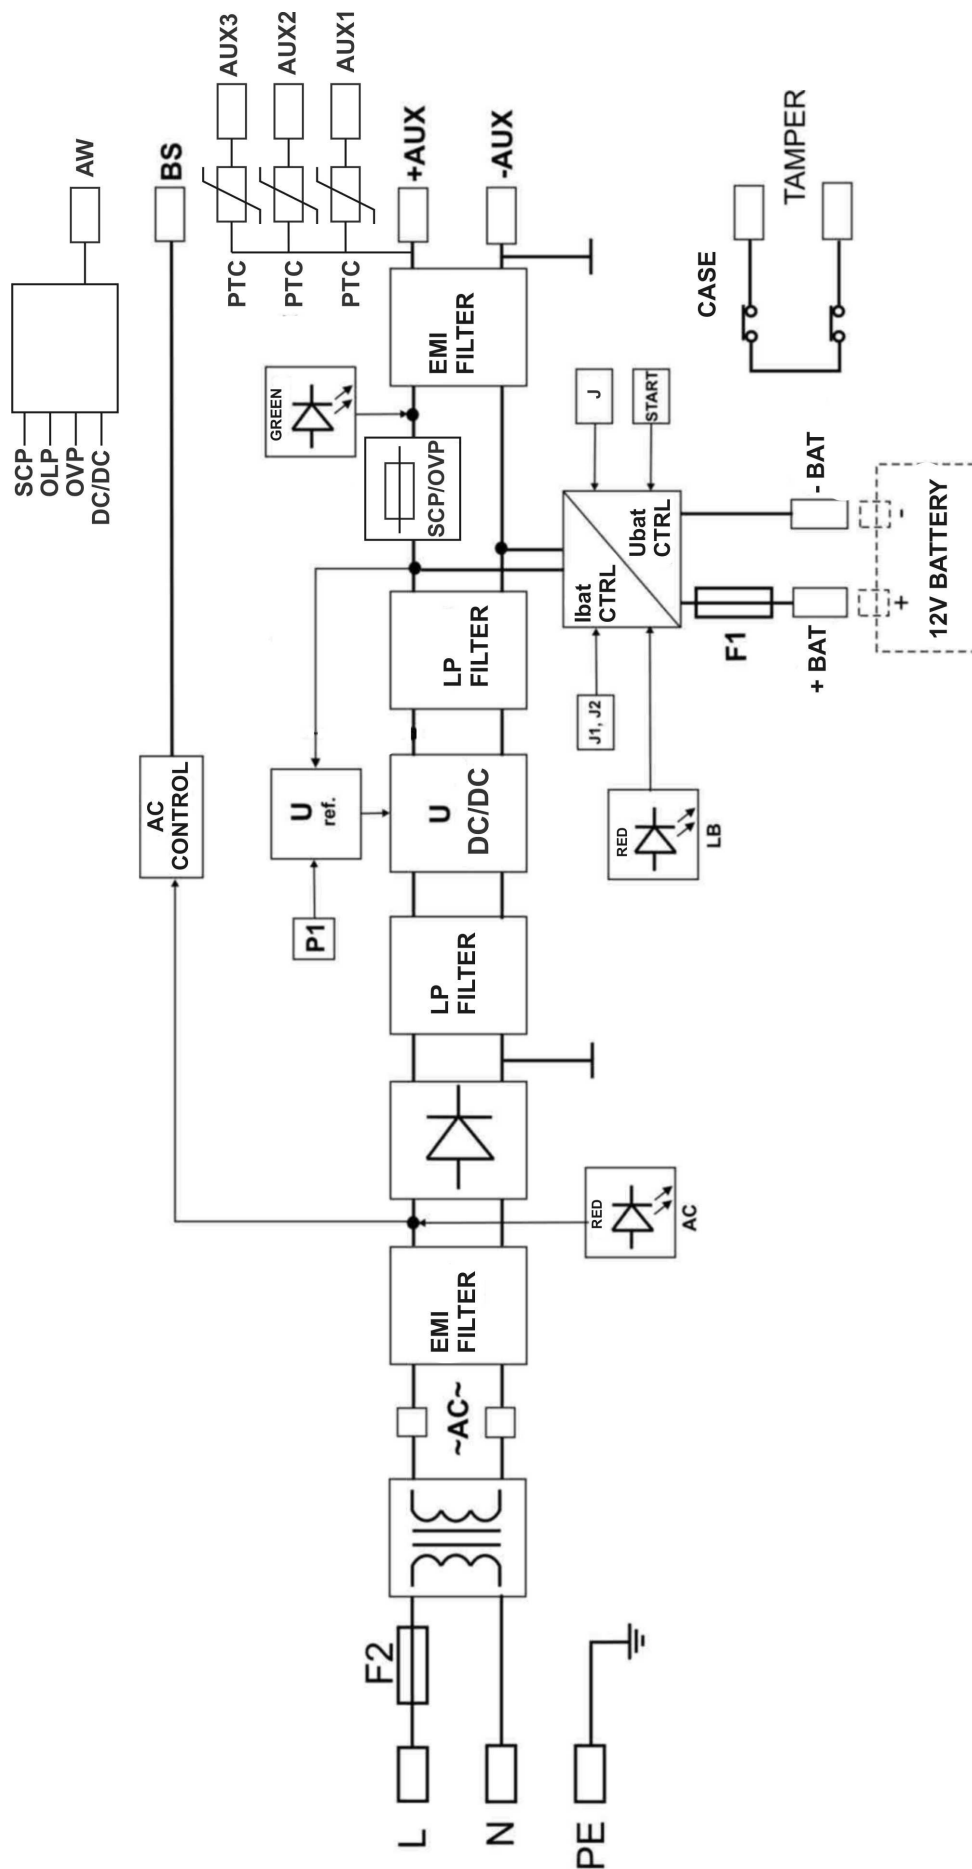 SCP
OLP
OVP
DC/DC
AW
BS
AC
CONTROL
AUX3
AUX2
AUX1
PTC
PTC
PTC
+AUX
-AUX
GREEN
SCP/OVP
EMI
FILTER
P1
U
ref.
L
F2
N
PE
~AC~
EMI
FILTER
LP
FILTER
U
DC/DC
LP
FILTER
RED
AC
RED
LB
J1, J2
J
START
Ibat
CTRL
Ubat
CTRL
F1
+ BAT
- BAT
+
-
12V BATTERY
CASE
TAMPER